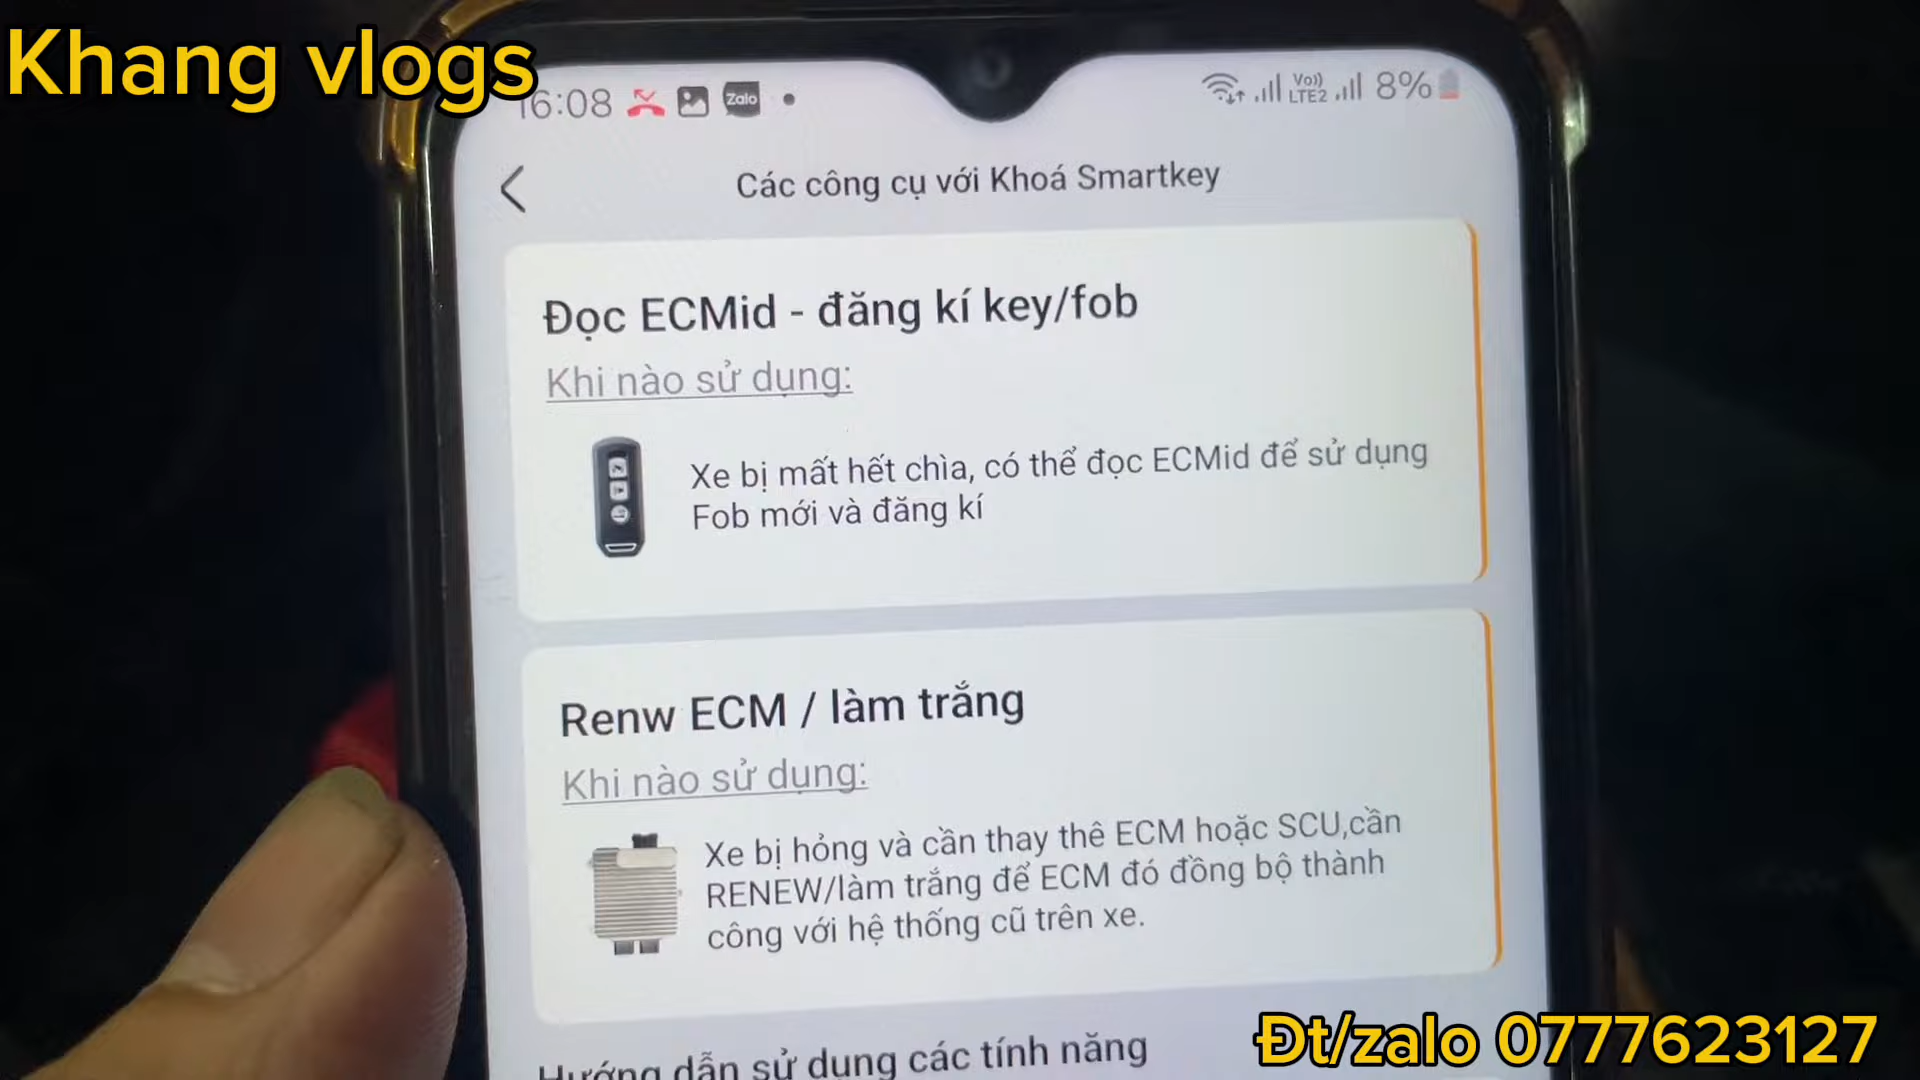 Khang vlogs
16:08 Zalo Vo)) LTE2 8%
Các công cụ với Khoá Smartkey
Đọc ECMid - đăng kí key/fob
Khi nào sử dụng:
Xe bị mất hết chìa, có thể đọc ECMid để sử dụng
Fob mới và đăng kí
Renw ECM / làm trắng
Khi nào sử dụng:
Xe bị hỏng và cần thay thê ECM hoặc SCU,cần
RENEW/làm trắng để ECM đó đồng bộ thành
công với hệ thống cũ trên xe.
Hướng dẫn sử dụng các tính năng
Đt/zalo 0777623127